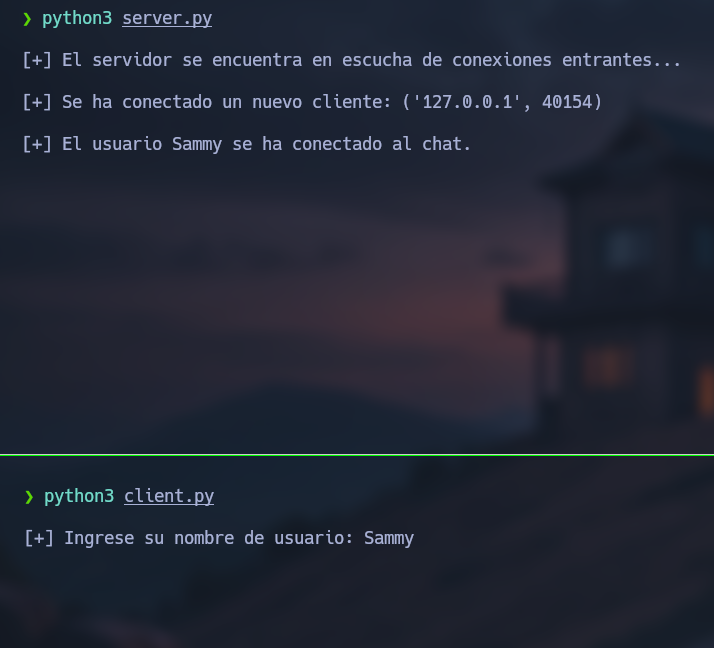 ❯ python3 server.py
[+] El servidor se encuentra en escucha de conexiones entrantes...
[+] Se ha conectado un nuevo cliente: ('127.0.0.1', 40154)
[+] El usuario Sammy se ha conectado al chat.
❯ python3 client.py
[+] Ingrese su nombre de usuario: Sammy